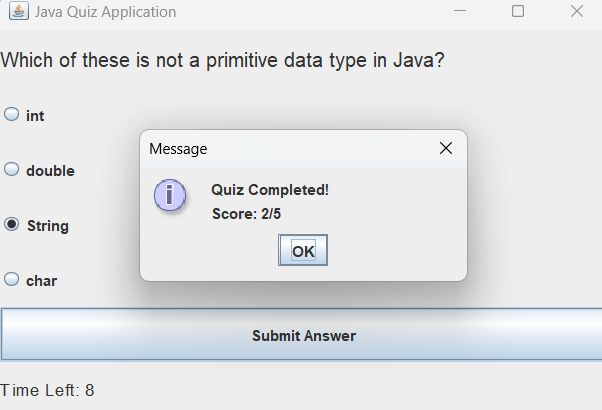 Java Quiz Application
Which of these is not a primitive data type in Java?
int
double
String
char
Message
Quiz Completed!
Score: 2/5
OK
Submit Answer
Time Left: 8